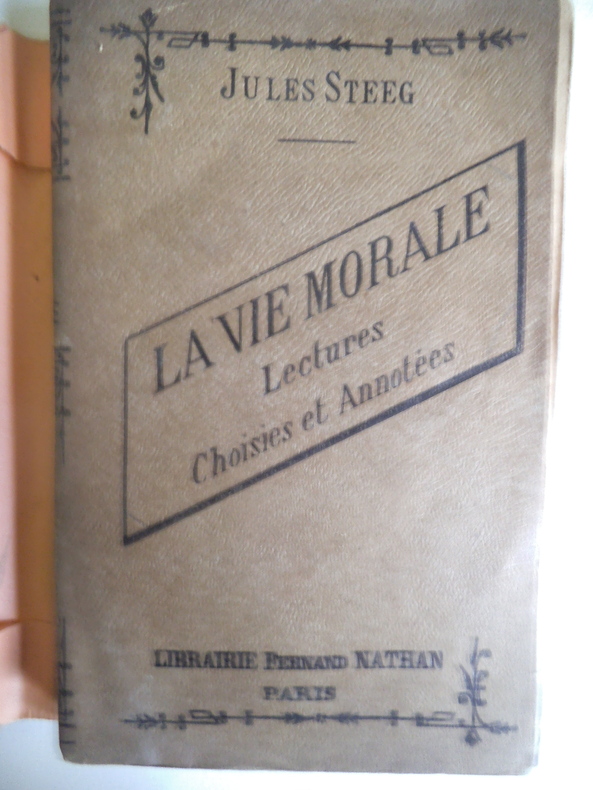 JULES STEEG
LA VIE MORALE
Lectures
Choisies et Annotées
LIBRAIRIE FERNAND NATHAN
PARIS